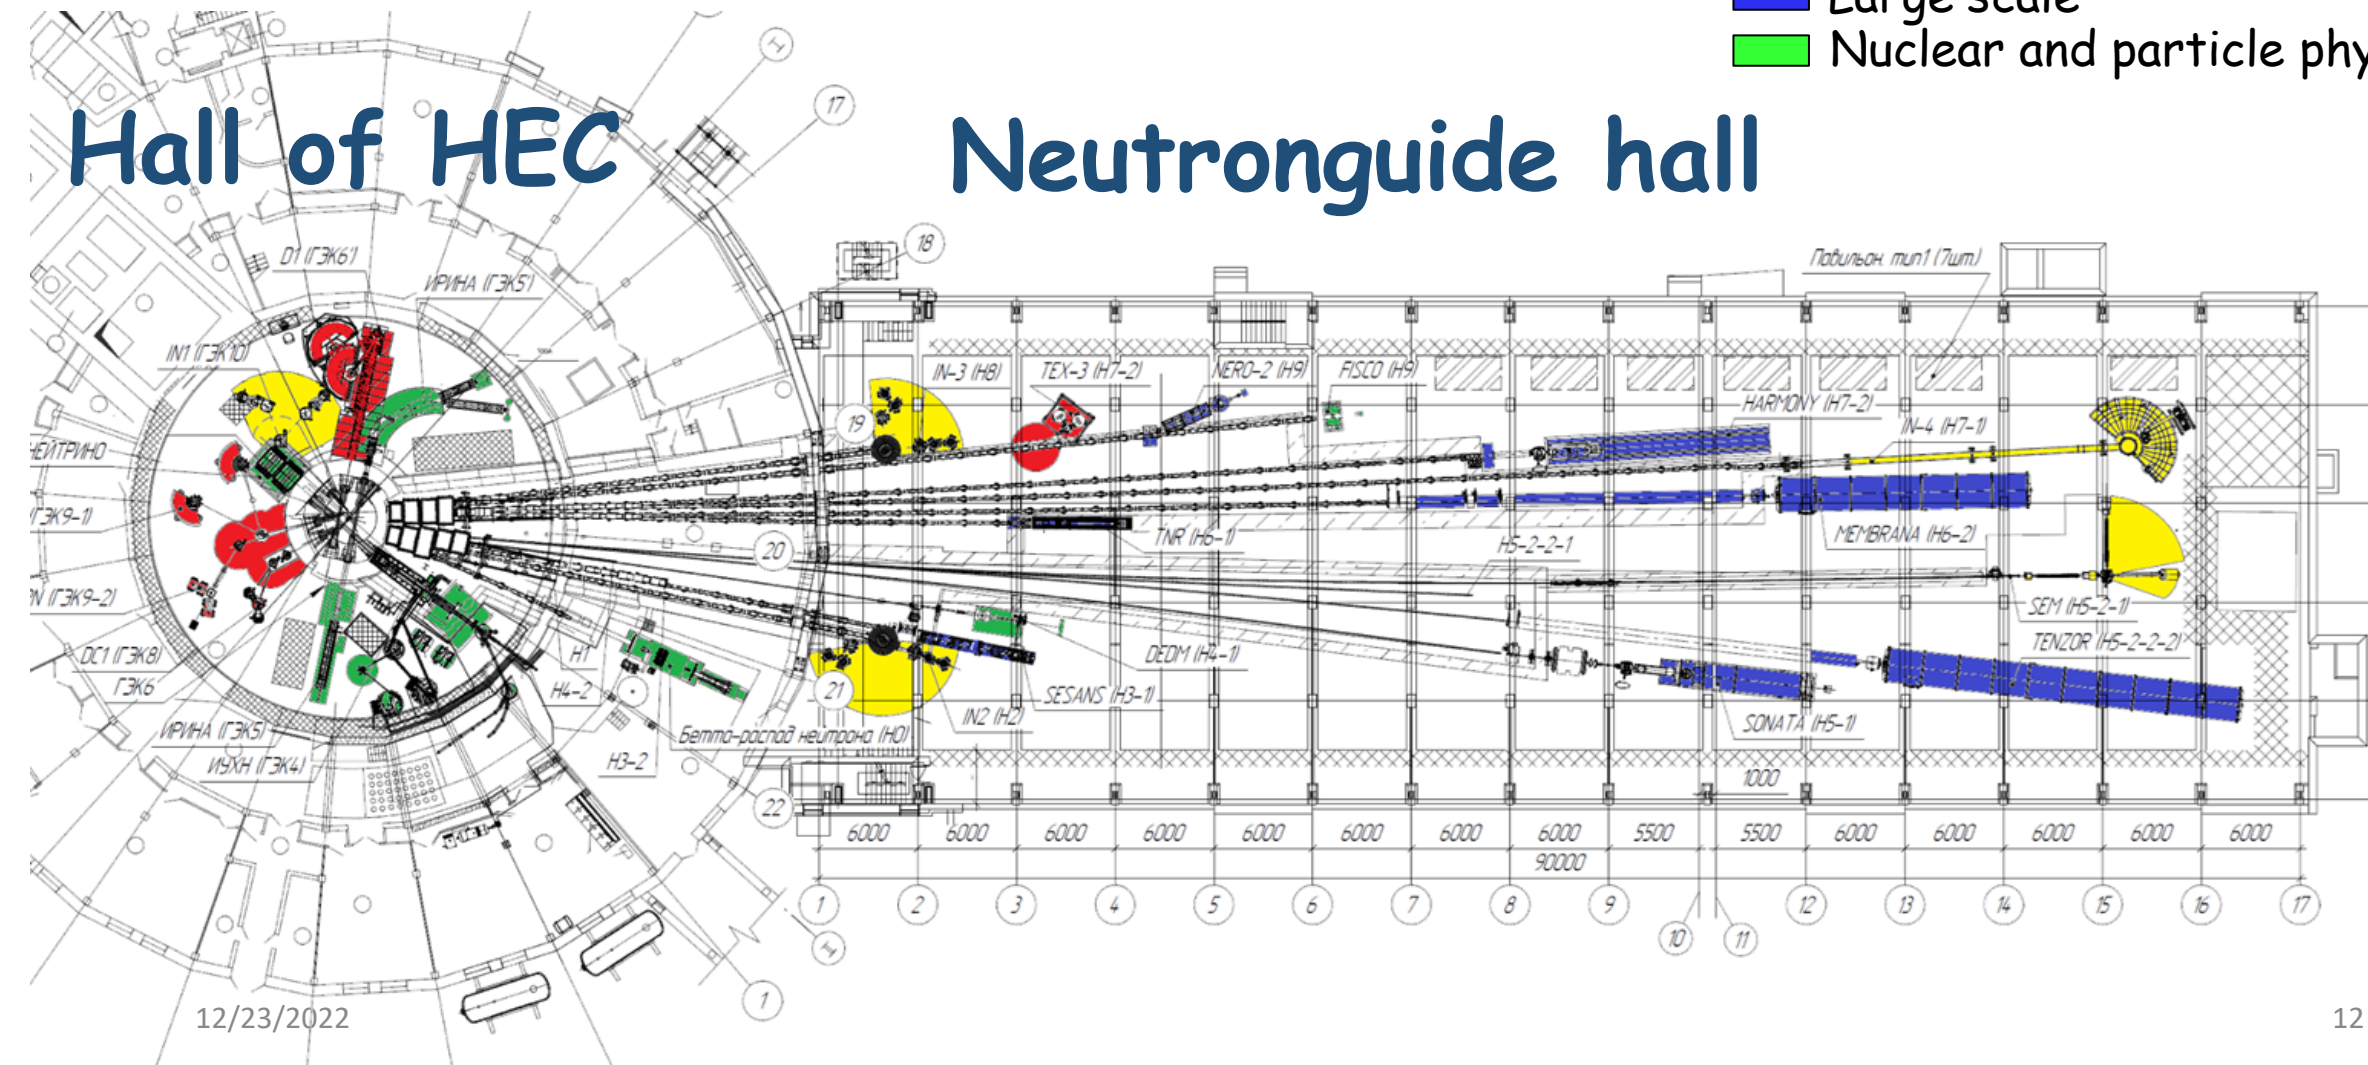 Large scale
Nuclear and particle phy
Hall of HEC
Neutronguide hall
17
18
D1 (ГЭК6')
ИРИНА (ГЭК5')
Павильон. тип1 (7шт.)
IN1 (ГЭК10)
IN-3 (H8)
TEX-3 (H7-2)
NERO-2 (H9)
FISCO (H9)
HARMONY (H7-2)
IN-4 (H7-1)
19
НЕЙТРИНО
ГЭК9-1)
TNR (H6-1)
H5-2-2-1
MEMBRANA (H6-2)
20
N (ГЭК9-2)
SEM (H5-2-1)
DC1 (ГЭК8)
H1
DEDM (H4-1)
TENZOR (H5-2-2-2)
ГЭК6
H4-2
21
SESANS (H3-1)
IN2 (H2)
SONATA (H5-1)
ИРИНА (ГЭК5)
Бетта-распад нейтрона (H0)
ИУХН (ГЭК4)
H3-2
1000
22
6000 6000 6000 6000 6000 6000 6000 6000 5500 5500 6000 6000 6000 6000 6000
90000
1 2 3 4 5 6 7 8 9 12 13 14 15 16 17
10 11
1
12/23/2022
12